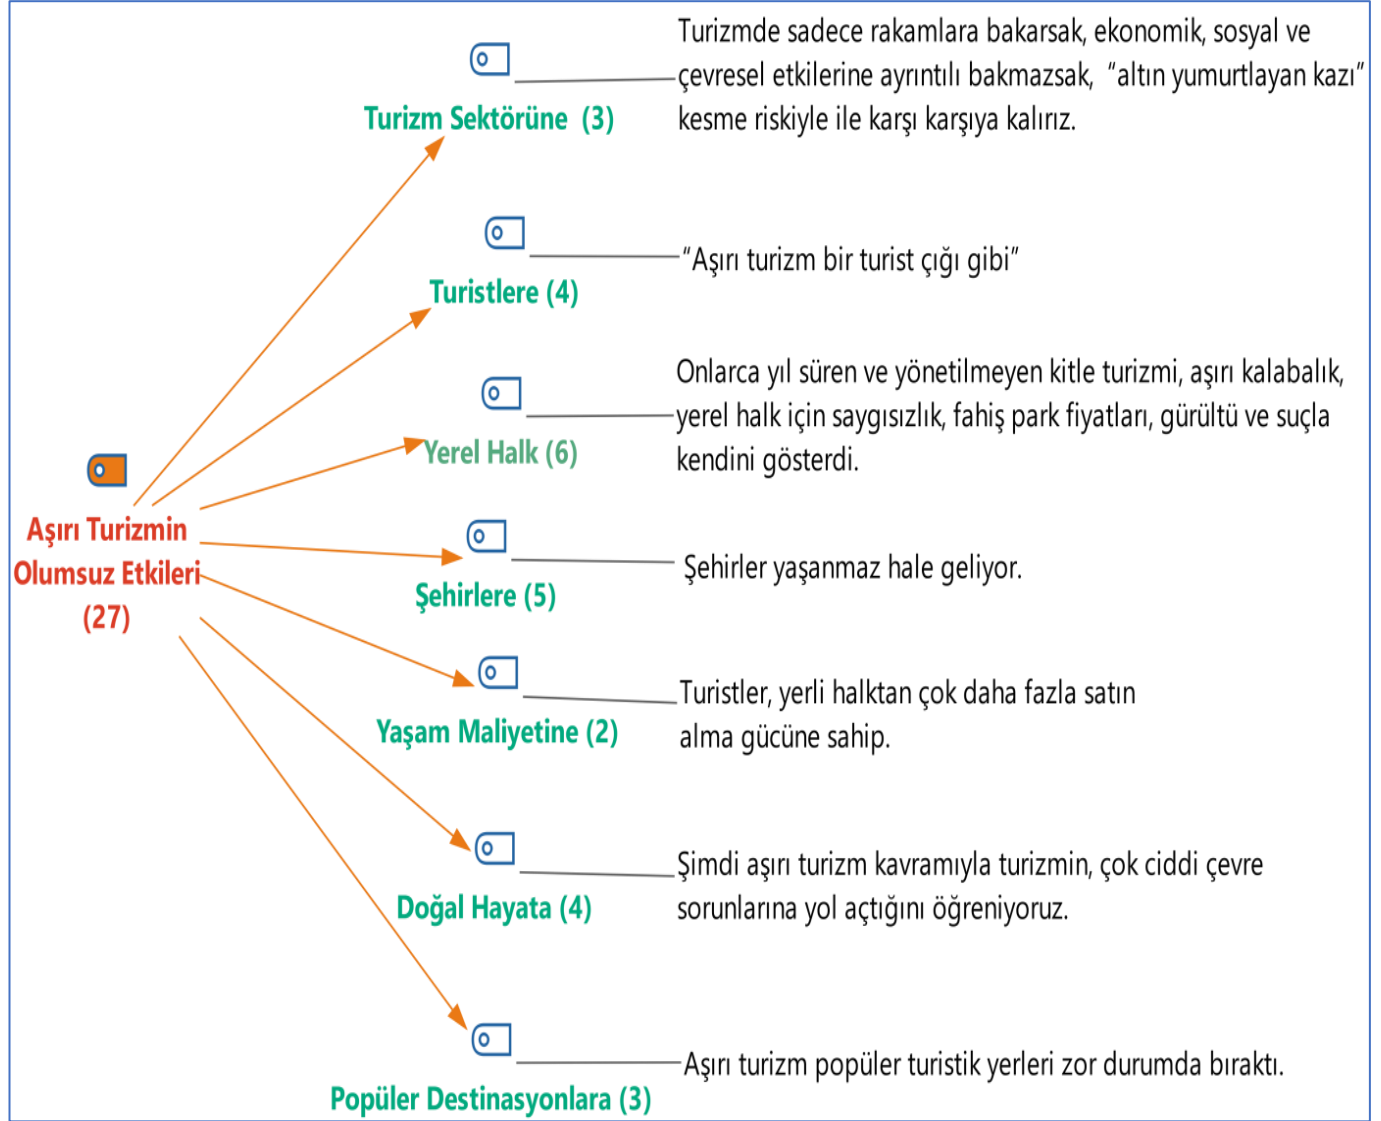 Turizmde sadece rakamlara bakarsak, ekonomik, sosyal ve
çevresel etkilerine ayrıntılı bakmazsak, “altın yumurtlayan kazı”
kesme riskiyle ile karşı karşıya kalırız.
Turizm Sektörüne (3)
“Aşırı turizm bir turist çığı gibi”
Turistlere (4)
Onlarca yıl süren ve yönetilmeyen kitle turizmi, aşırı kalabalık,
yerel halk için saygısızlık, fahiş park fiyatları, gürültü ve suçla
kendini gösterdi.
Yerel Halk (6)
Aşırı Turizmin
Olumsuz Etkileri
(27)
Şehirler yaşanmaz hale geliyor.
Şehirlere (5)
Turistler, yerli halktan çok daha fazla satın
alma gücüne sahip.
Yaşam Maliyetine (2)
Şimdi aşırı turizm kavramıyla turizmin, çok ciddi çevre
sorunlarına yol açtığını öğreniyoruz.
Doğal Hayata (4)
Aşırı turizm popüler turistik yerleri zor durumda bıraktı.
Popüler Destinasyonlara (3)